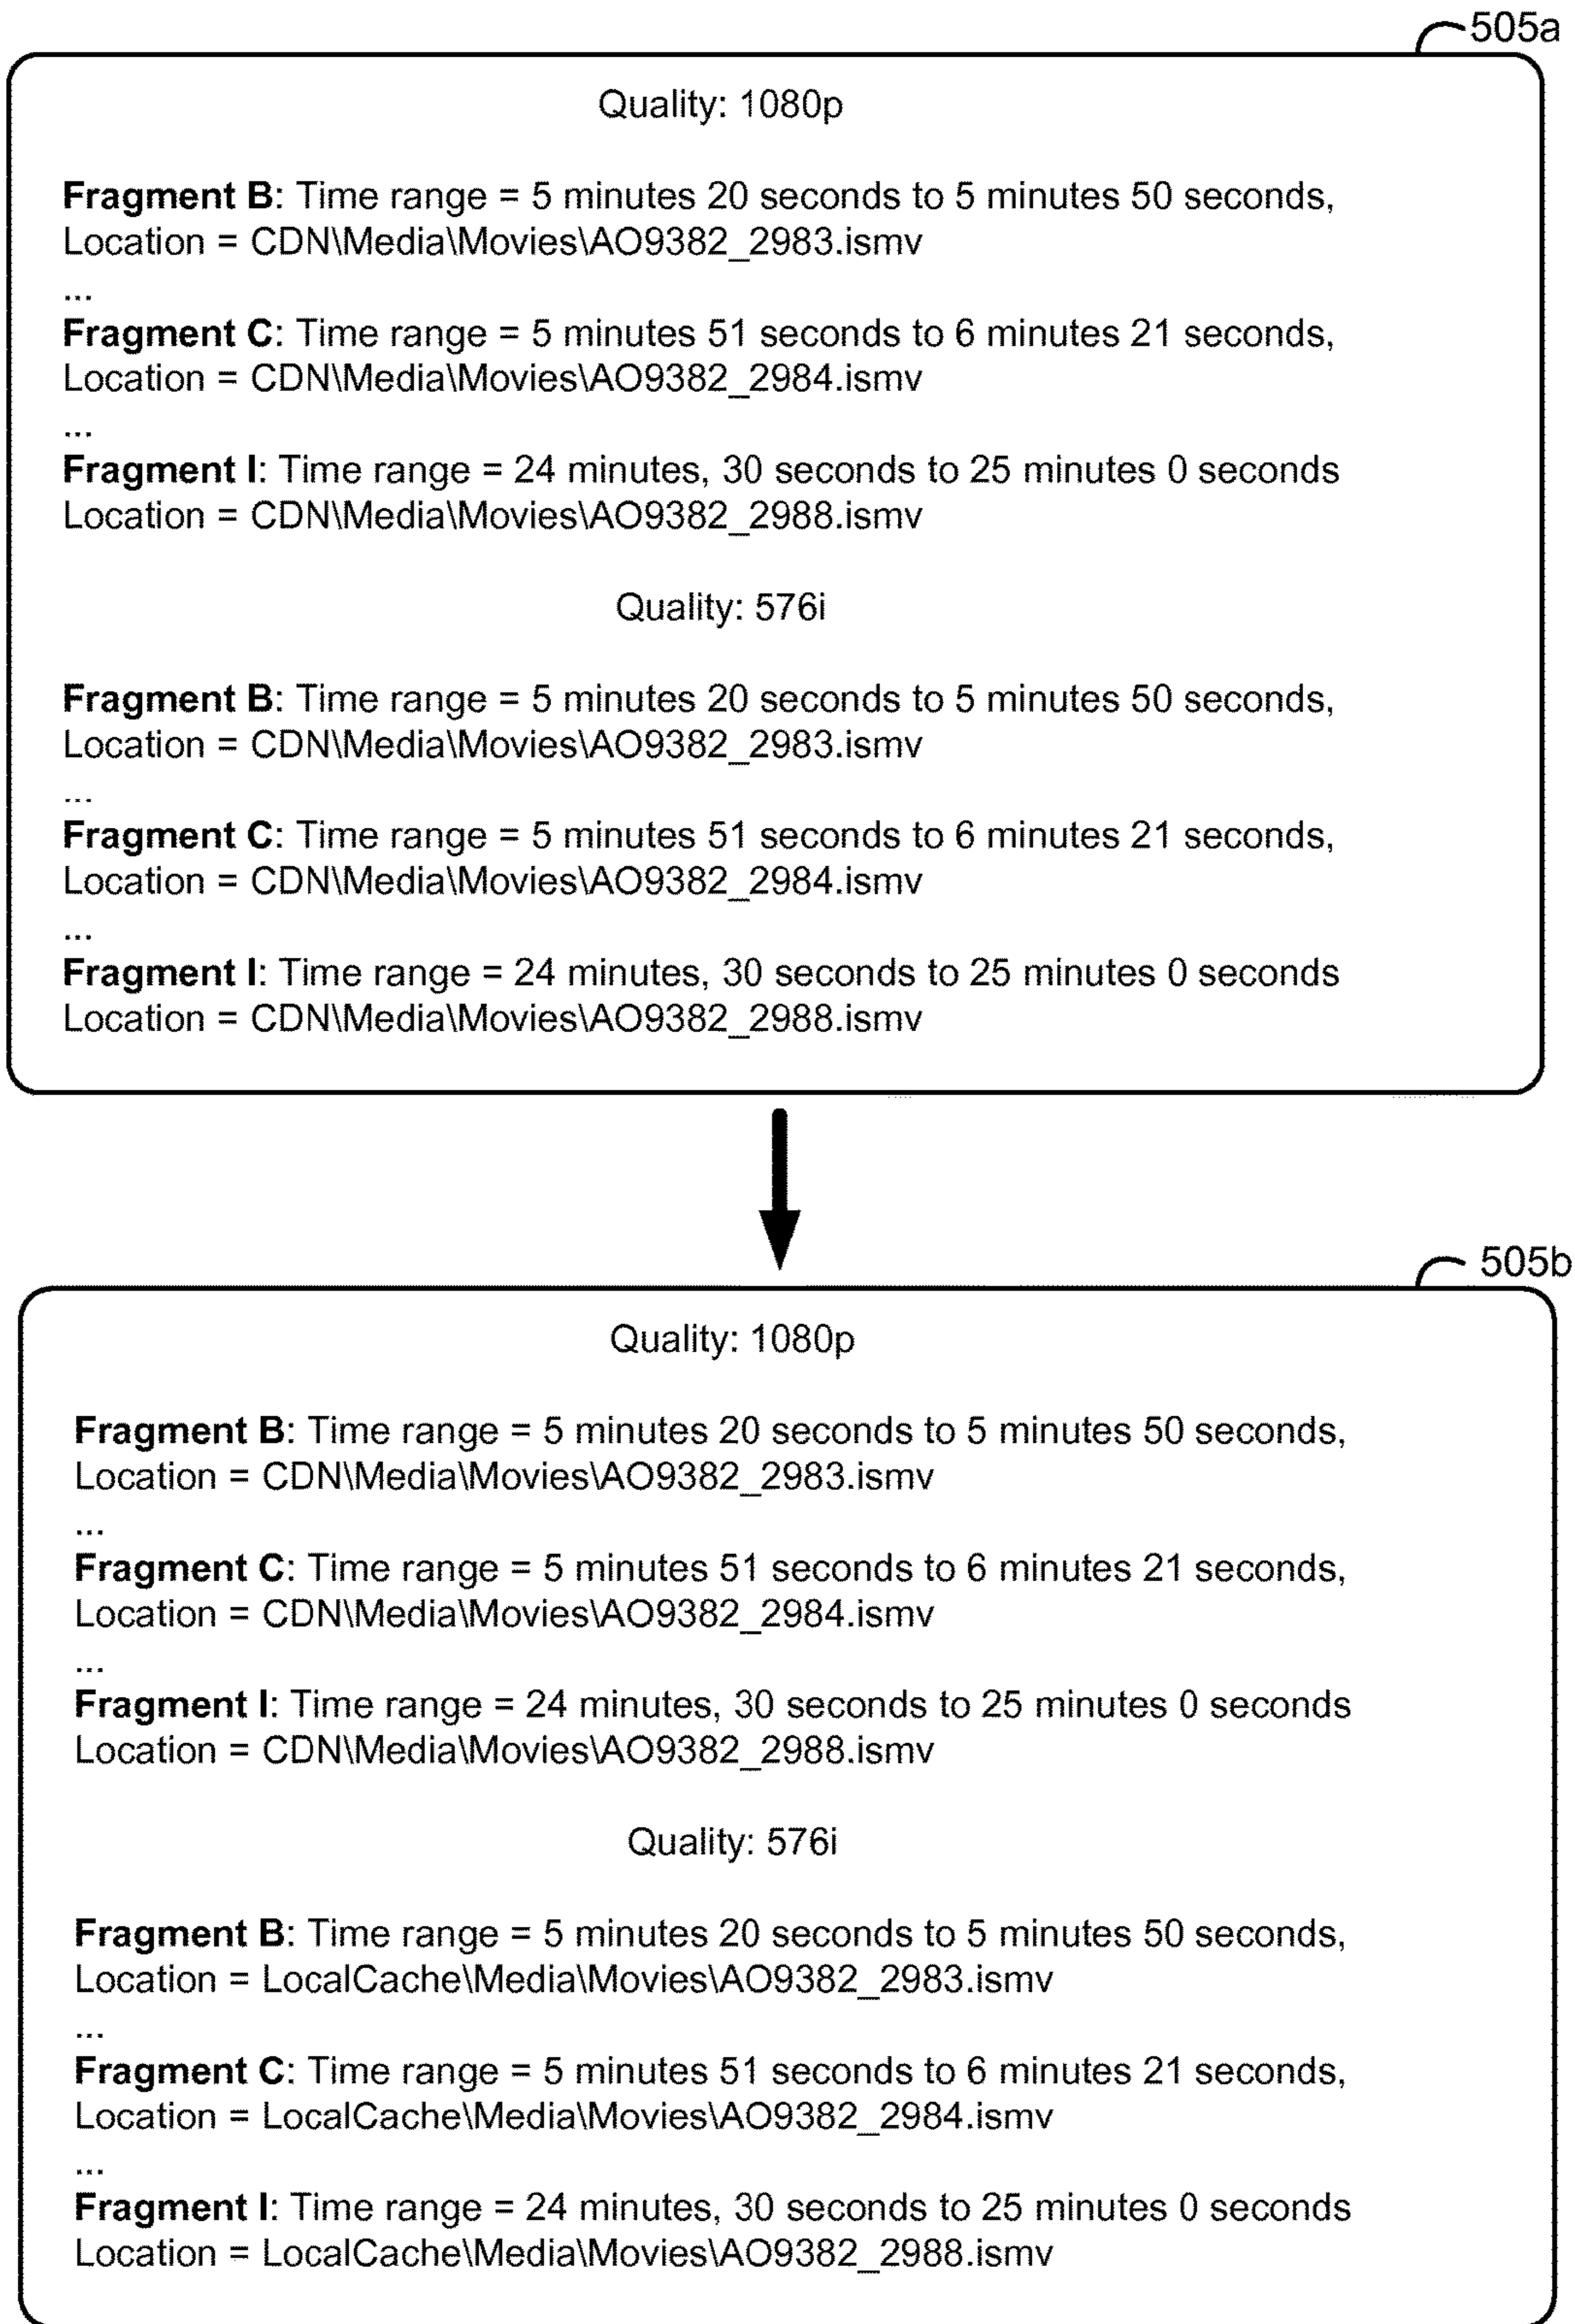 505a
Quality: 1080p
Fragment B: Time range = 5 minutes 20 seconds to 5 minutes 50 seconds,
Location = CDN\Media\Movies\AO9382_2983.ismv
...
Fragment C: Time range = 5 minutes 51 seconds to 6 minutes 21 seconds,
Location = CDN\Media\Movies\AO9382_2984.ismv
...
Fragment I: Time range = 24 minutes, 30 seconds to 25 minutes 0 seconds
Location = CDN\Media\Movies\AO9382_2988.ismv
Quality: 576i
Fragment B: Time range = 5 minutes 20 seconds to 5 minutes 50 seconds,
Location = CDN\Media\Movies\AO9382_2983.ismv
...
Fragment C: Time range = 5 minutes 51 seconds to 6 minutes 21 seconds,
Location = CDN\Media\Movies\AO9382_2984.ismv
...
Fragment I: Time range = 24 minutes, 30 seconds to 25 minutes 0 seconds
Location = CDN\Media\Movies\AO9382_2988.ismv
505b
Quality: 1080p
Fragment B: Time range = 5 minutes 20 seconds to 5 minutes 50 seconds,
Location = CDN\Media\Movies\AO9382_2983.ismv
...
Fragment C: Time range = 5 minutes 51 seconds to 6 minutes 21 seconds,
Location = CDN\Media\Movies\AO9382_2984.ismv
...
Fragment I: Time range = 24 minutes, 30 seconds to 25 minutes 0 seconds
Location = CDN\Media\Movies\AO9382_2988.ismv
Quality: 576i
Fragment B: Time range = 5 minutes 20 seconds to 5 minutes 50 seconds,
Location = LocalCache\Media\Movies\AO9382_2983.ismv
...
Fragment C: Time range = 5 minutes 51 seconds to 6 minutes 21 seconds,
Location = LocalCache\Media\Movies\AO9382_2984.ismv
...
Fragment I: Time range = 24 minutes, 30 seconds to 25 minutes 0 seconds
Location = LocalCache\Media\Movies\AO9382_2988.ismv